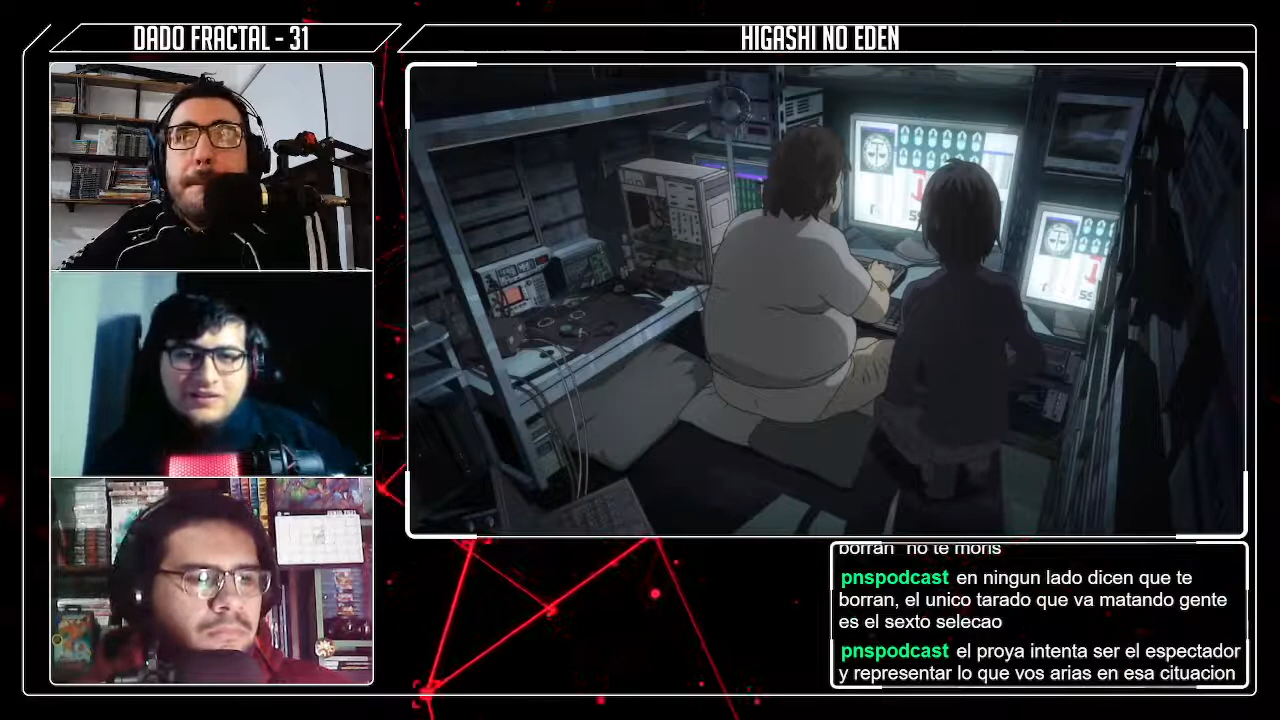 DADO FRACTAL - 31
HIGASHI NO EDEN
borran no te moris
pnspodcast en ningun lado dicen que te
borran, el unico tarado que va matando gente
es el sexto selecao
pnspodcast el proya intenta ser el espectador
y representar lo que vos arias en esa cituacion